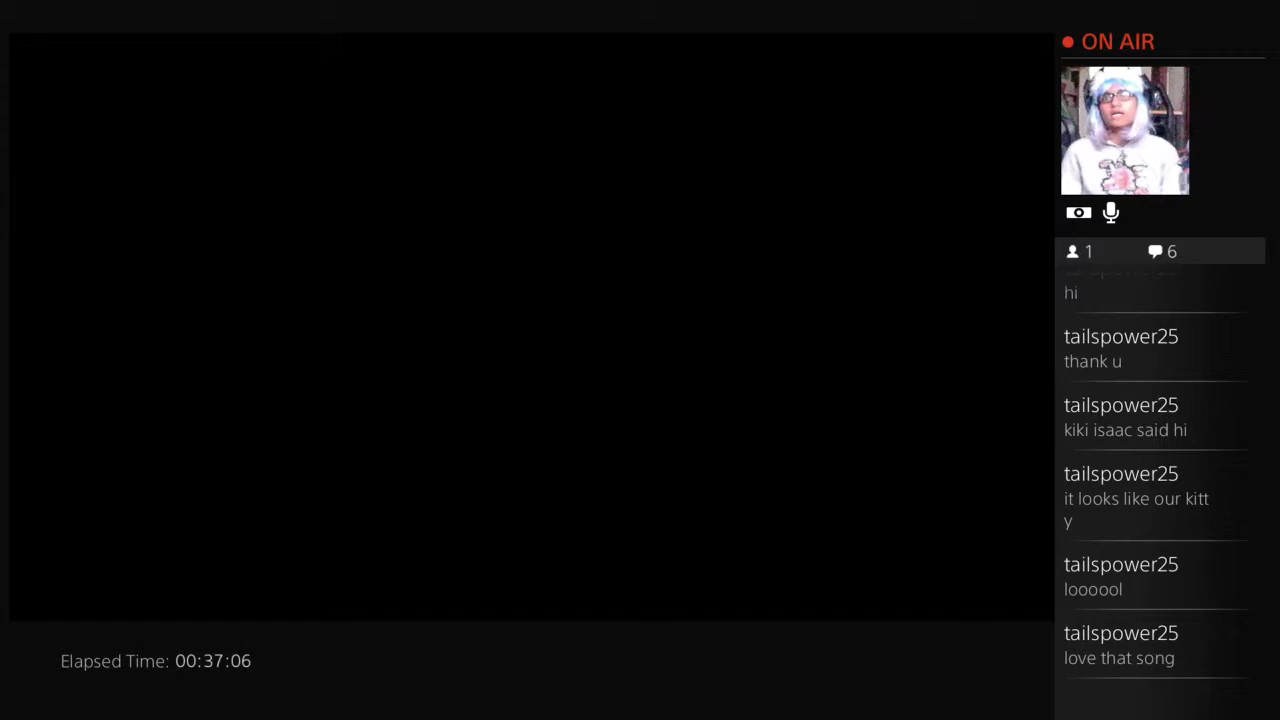 ON AIR
1 6
hi
tailspower25
thank u
tailspower25
kiki isaac said hi
tailspower25
it looks like our kitt
y
tailspower25
loooool
tailspower25
love that song
Elapsed Time: 00:37:06